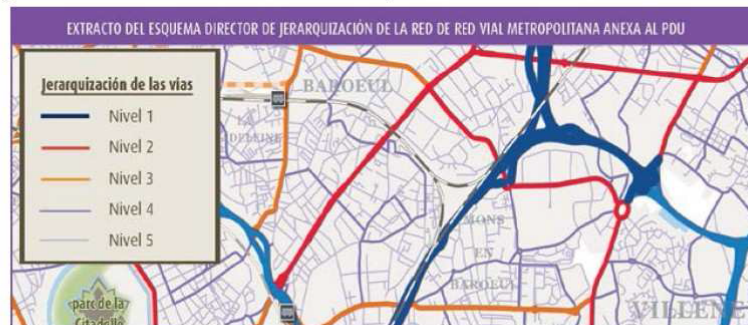 EXTRACTO DEL ESQUEMA DIRECTOR DE JERARQUIZACIÓN DE LA RED DE RED VIAL METROPOLITANA ANEXA AL PDU
Jerarquización de las vías
Nivel 1
Nivel 2
Nivel 3
Nivel 4
Nivel 5
BAROEUL
LA
DELEINE
MONS
EN
BAROEUL
VILLENE
parc de la
Citadelle